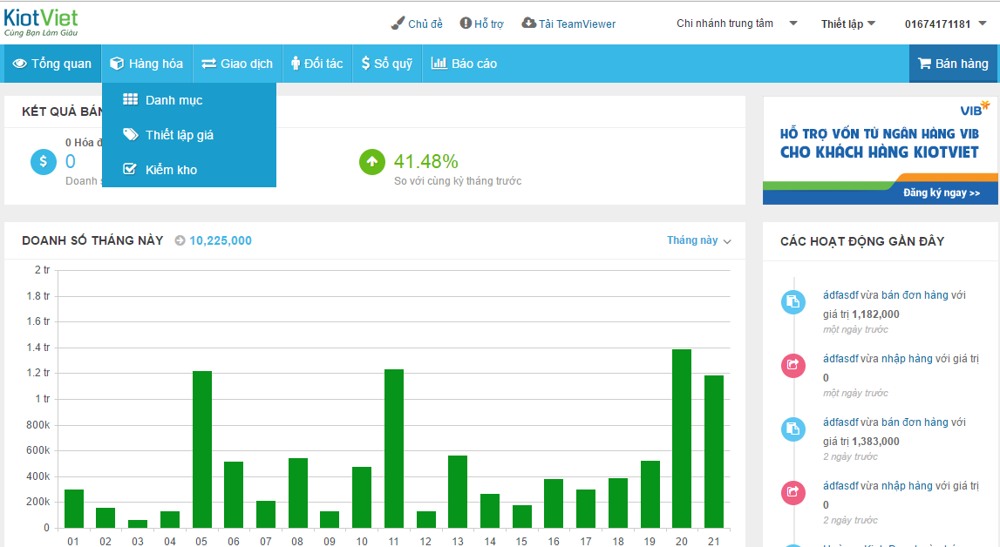 KiotViet
Cùng Bạn Làm Giàu
Chủ đề Hỗ trợ Tải TeamViewer Chi nhánh trung tâm Thiết lập 01674171181
Tổng quan Hàng hóa Giao dịch Đối tác Sổ quỹ Báo cáo Bán hàng
Danh mục
Thiết lập giá
Kiểm kho
KẾT QUẢ BÁN
0 Hóa đ
0
Doanh s
41.48%
So với cùng kỳ tháng trước
VIB
HỖ TRỢ VỐN TỪ NGÂN HÀNG VIB
CHO KHÁCH HÀNG KIOTVIET
Đăng ký ngay >>
DOANH SỐ THÁNG NÀY 10,225,000 Tháng này
2 tr
1.8 tr
1.6 tr
1.4 tr
1.2 tr
1 tr
800k
600k
400k
200k
0
01 02 03 04 05 06 07 08 09 10 11 12 13 14 15 16 17 18 19 20 21
CÁC HOẠT ĐỘNG GẦN ĐÂY
ádfasdf vừa bán đơn hàng với
giá trị 1,182,000
một ngày trước
ádfasdf vừa nhập hàng với giá trị
0
một ngày trước
ádfasdf vừa bán đơn hàng với
giá trị 1,383,000
2 ngày trước
ádfasdf vừa nhập hàng với giá trị
0
2 ngày trước